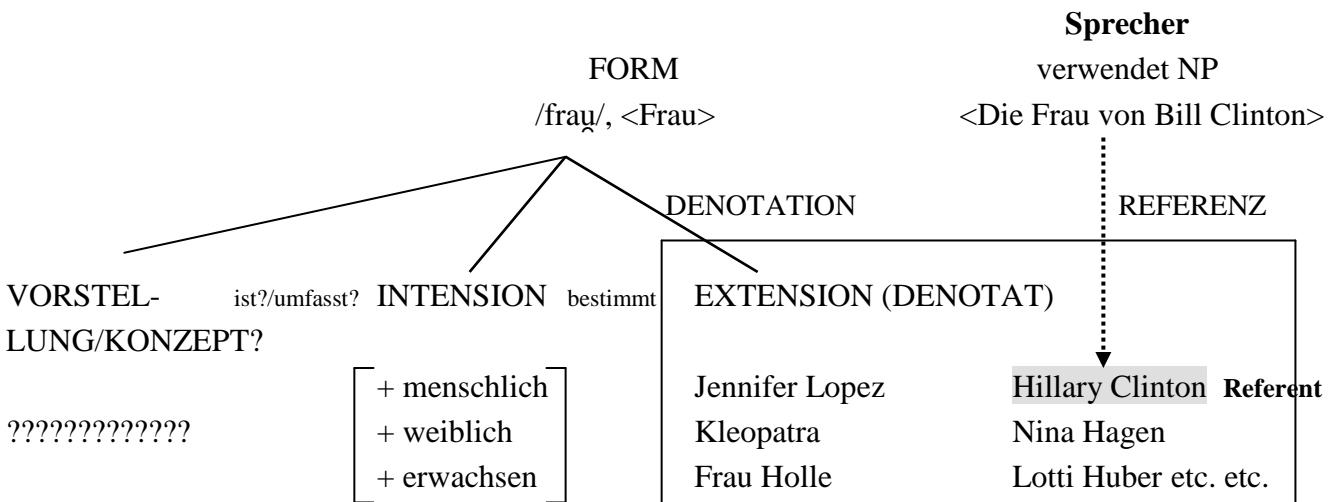 Sprecher
FORM verwendet NP
/frau̯/, <Frau> <Die Frau von Bill Clinton>
DENOTATION REFERENZ
VORSTEL- ist?/umfasst? INTENSION bestimmt EXTENSION (DENOTAT)
LUNG/KONZEPT?
+ menschlich Jennifer Lopez Hillary Clinton Referent
????????????? + weiblich Kleopatra Nina Hagen
+ erwachsen Frau Holle Lotti Huber etc. etc.